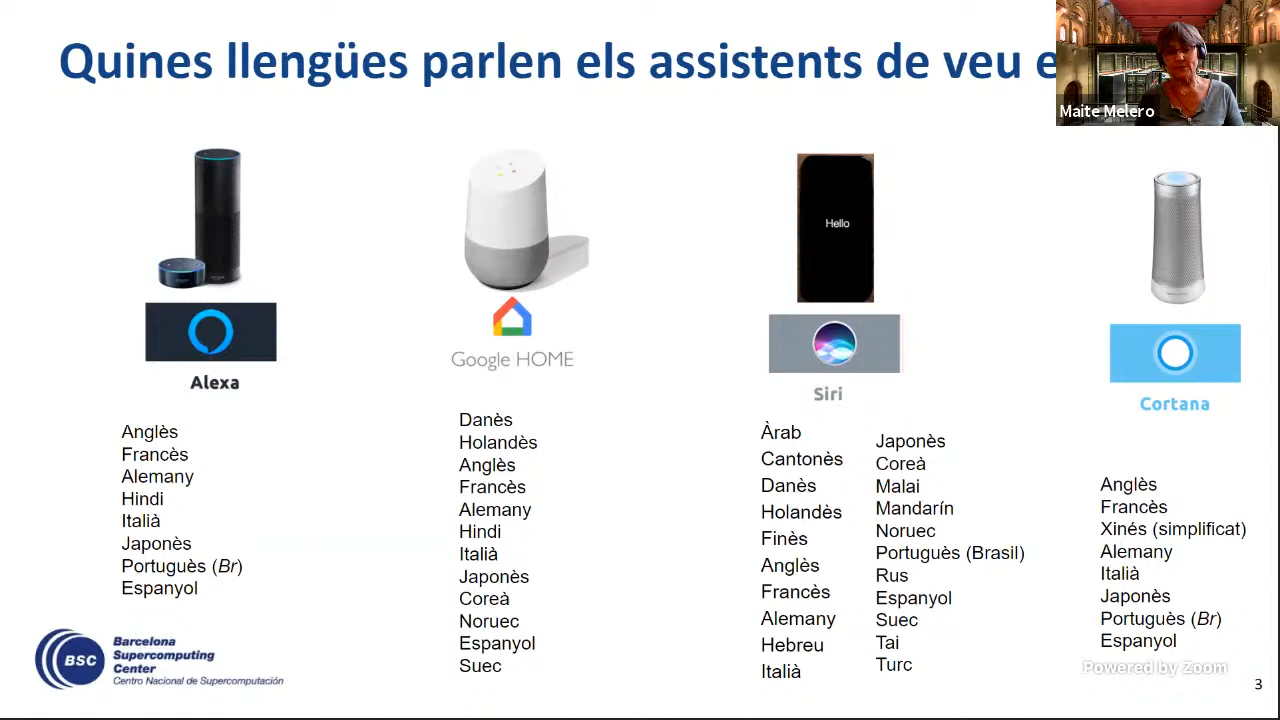 Quines llengües parlen els assistents de veu e
Maite Melero
Hello
Alexa
Anglès
Francès
Alemany
Hindi
Italià
Japonès
Portuguès (Br)
Espanyol
Google HOME
Danès
Holandès
Anglès
Francès
Alemany
Hindi
Italià
Japonès
Coreà
Noruec
Espanyol
Suec
Siri
Àrab
Cantonès
Danès
Holandès
Finès
Anglès
Francès
Alemany
Hebreu
Italià
Japonès
Coreà
Malai
Mandarín
Noruec
Portuguès (Brasil)
Rus
Espanyol
Suec
Tai
Turc
Cortana
Anglès
Francès
Xinés (simplificat)
Alemany
Italià
Japonès
Portuguès (Br)
Espanyol
BSC
Barcelona
Supercomputing
Center
Centro Nacional de Supercomputación
Powered by Zoom
3